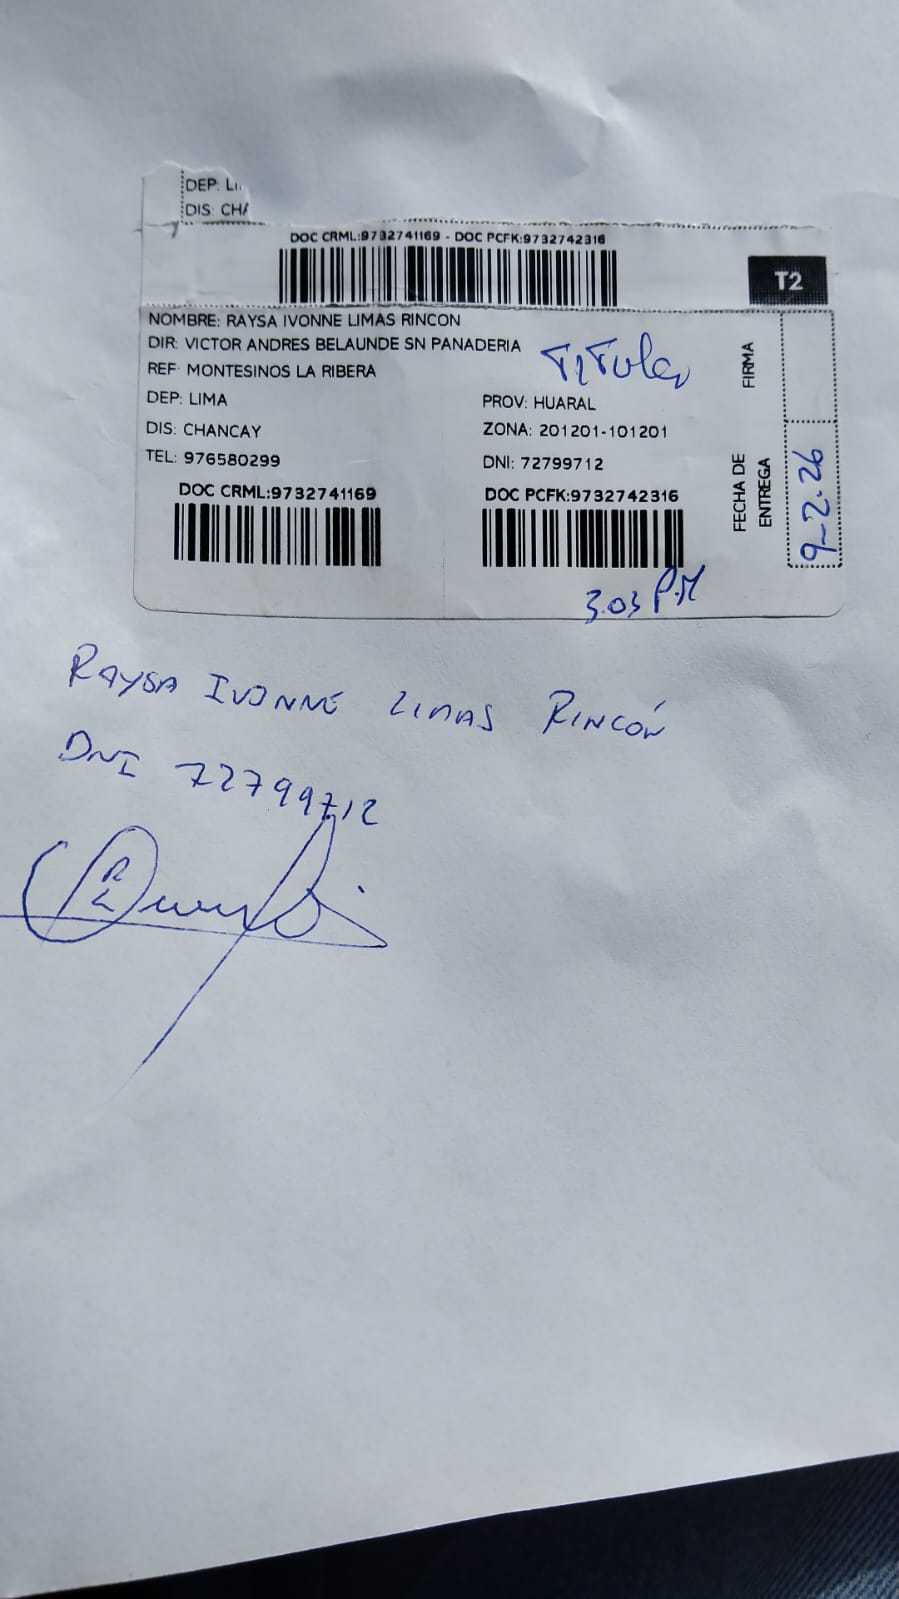 DEP: LI
DIS: CHA
DOC CRML:9732741169 - DOC PCFK:9732742316
T2
NOMBRE: RAYSA IVONNE LIMAS RINCON
DIR: VICTOR ANDRES BELAUNDE SN PANADERIA
REF: MONTESINOS LA RIBERA
Titular
DEP: LIMA
PROV: HUARAL
DIS: CHANCAY
ZONA: 201201-101201
TEL: 976580299
DNI: 72799712
DOC CRML:9732741169
DOC PCFK:9732742316
FIRMA
FECHA DE
ENTREGA
9-2-26
3.03 P.M
RAYSA IVONNE LIMAS RINCÓN
DNI 72799712